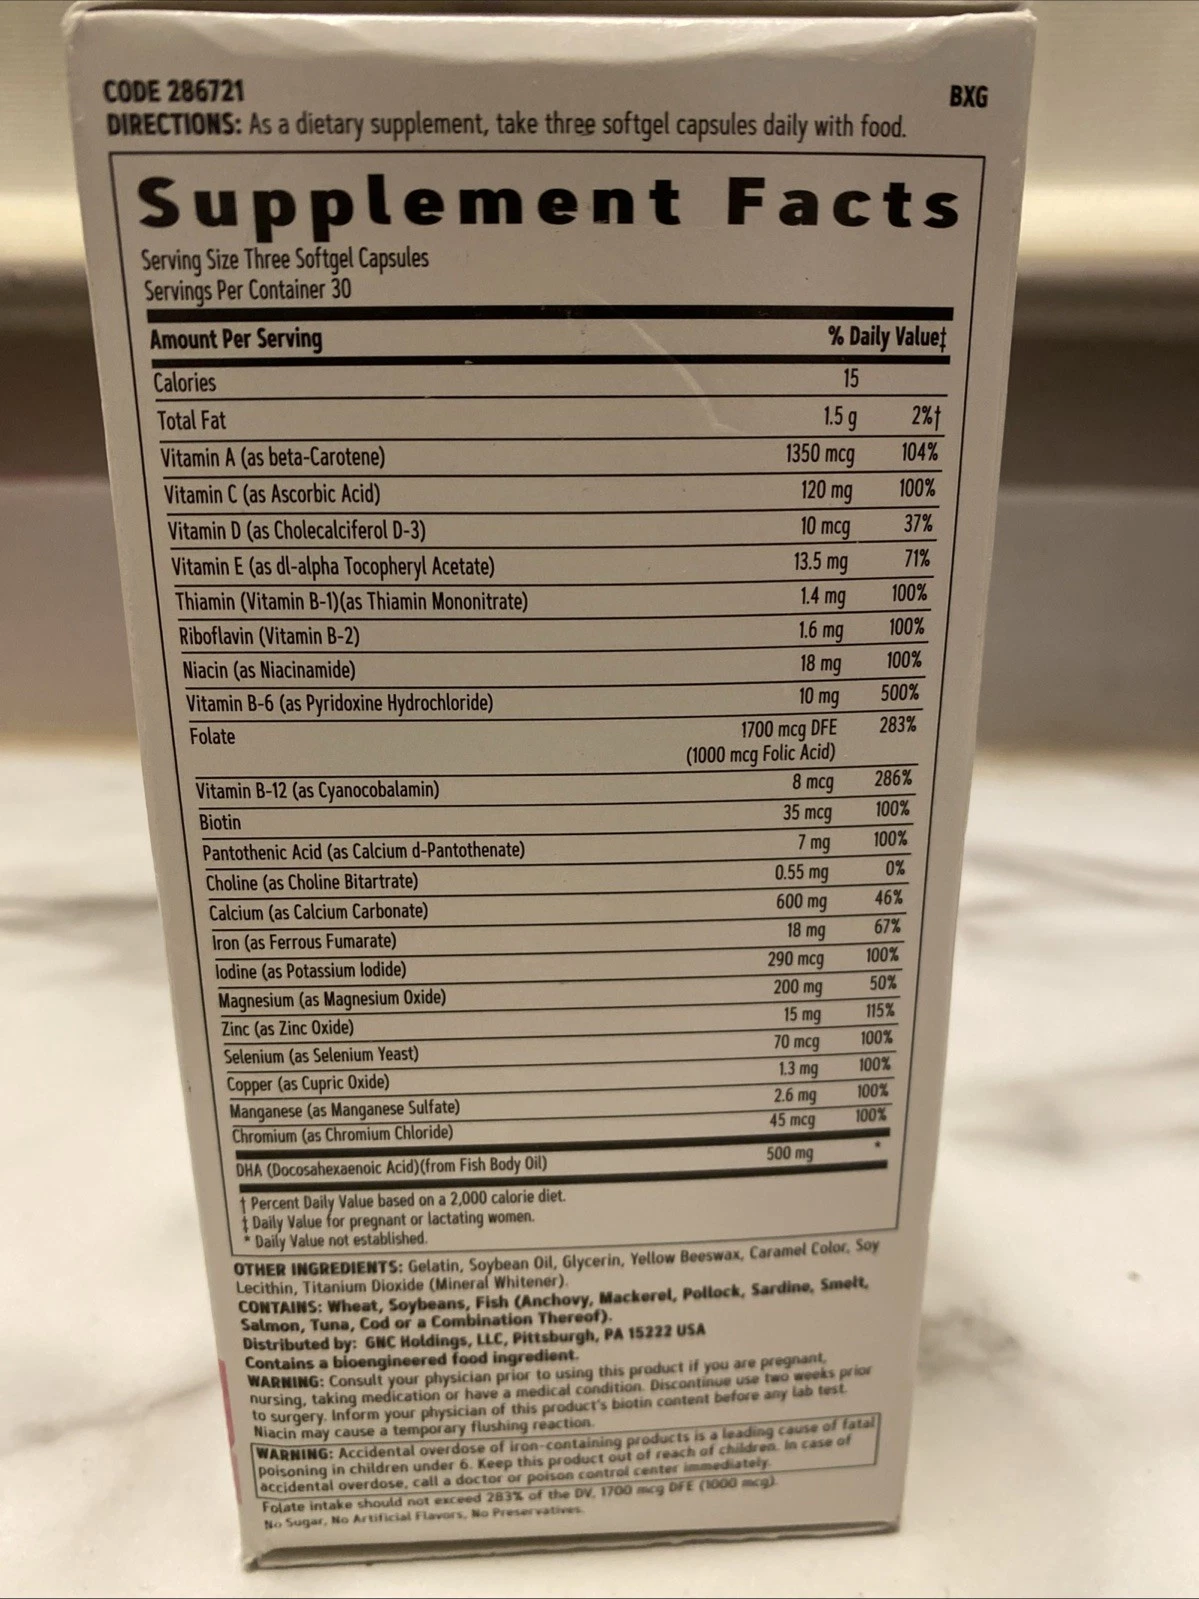 CODE 286721 BXG
DIRECTIONS: As a dietary supplement, take three softgel capsules daily with food.
Supplement Facts
Serving Size Three Softgel Capsules
Servings Per Container 30
Amount Per Serving % Daily Value‡
Calories 15
Total Fat 1.5 g 2%†
Vitamin A (as beta-Carotene) 1350 mcg 104%
Vitamin C (as Ascorbic Acid) 120 mg 100%
Vitamin D (as Cholecalciferol D-3) 10 mcg 37%
Vitamin E (as dl-alpha Tocopheryl Acetate) 13.5 mg 71%
Thiamin (Vitamin B-1)(as Thiamin Mononitrate) 1.4 mg 100%
Riboflavin (Vitamin B-2) 1.6 mg 100%
Niacin (as Niacinamide) 18 mg 100%
Vitamin B-6 (as Pyridoxine Hydrochloride) 10 mg 500%
Folate 1700 mcg DFE 283%
(1000 mcg Folic Acid)
Vitamin B-12 (as Cyanocobalamin) 8 mcg 286%
Biotin 35 mcg 100%
Pantothenic Acid (as Calcium d-Pantothenate) 7 mg 100%
Choline (as Choline Bitartrate) 0.55 mg 0%
Calcium (as Calcium Carbonate) 600 mg 46%
Iron (as Ferrous Fumarate) 18 mg 67%
Iodine (as Potassium Iodide) 290 mcg 100%
Magnesium (as Magnesium Oxide) 200 mg 50%
Zinc (as Zinc Oxide) 15 mg 115%
Selenium (as Selenium Yeast) 70 mcg 100%
Copper (as Cupric Oxide) 1.3 mg 100%
Manganese (as Manganese Sulfate) 2.6 mg 100%
Chromium (as Chromium Chloride) 45 mcg 100%
DHA (Docosahexaenoic Acid)(from Fish Body Oil) 500 mg *
† Percent Daily Value based on a 2,000 calorie diet.
‡ Daily Value for pregnant or lactating women.
* Daily Value not established.
OTHER INGREDIENTS: Gelatin, Soybean Oil, Glycerin, Yellow Beeswax, Caramel Color, Soy
Lecithin, Titanium Dioxide (Mineral Whitener).
CONTAINS: Wheat, Soybeans, Fish (Anchovy, Mackerel, Pollock, Sardine, Smelt,
Salmon, Tuna, Cod or a Combination Thereof).
Distributed by: GNC Holdings, LLC, Pittsburgh, PA 15222 USA
Contains a bioengineered food ingredient.
WARNING: Consult your physician prior to using this product if you are pregnant,
nursing, taking medication or have a medical condition. Discontinue use two weeks prior
to surgery. Inform your physician of this product's biotin content before any lab test.
Niacin may cause a temporary flushing reaction.
WARNING: Accidental overdose of iron-containing products is a leading cause of fatal
poisoning in children under 6. Keep this product out of reach of children. In case of
accidental overdose, call a doctor or poison control center immediately.
Folate intake should not exceed 283% of the DV, 1700 mcg DFE (1000 mcg).
No Sugar, No Artificial Flavors, No Preservatives.